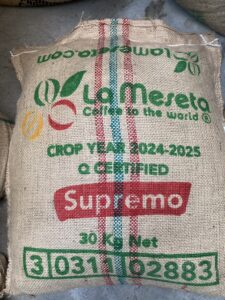 lameseta.com
La Meseta
Coffee to the world ®
CROP YEAR 2024-2025
Q CERTIFIED
Supremo
30 Kg Net
3 031 02883